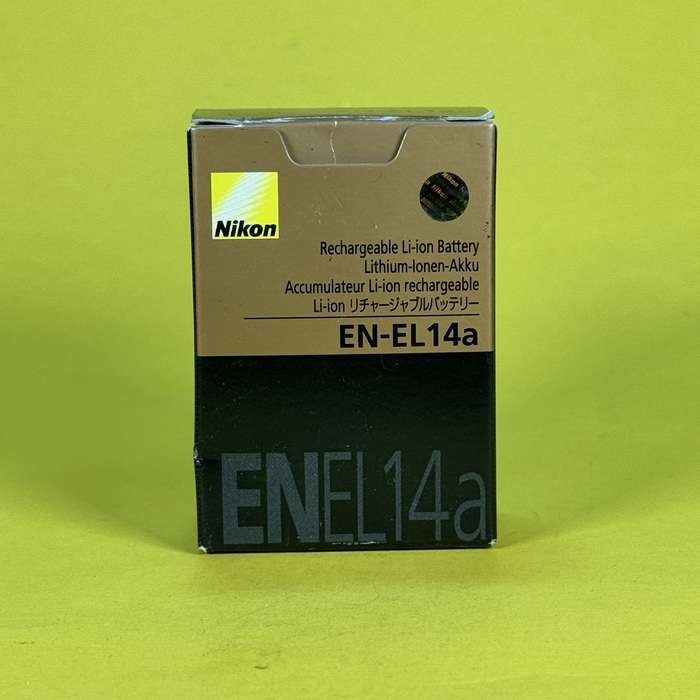 Nikon
Nikon
Rechargeable Li-ion Battery
Lithium-Ionen-Akku
Accumulateur Li-ion rechargeable
Li-ion リチャージャブルバッテリー
EN-EL14a
ENEL14a